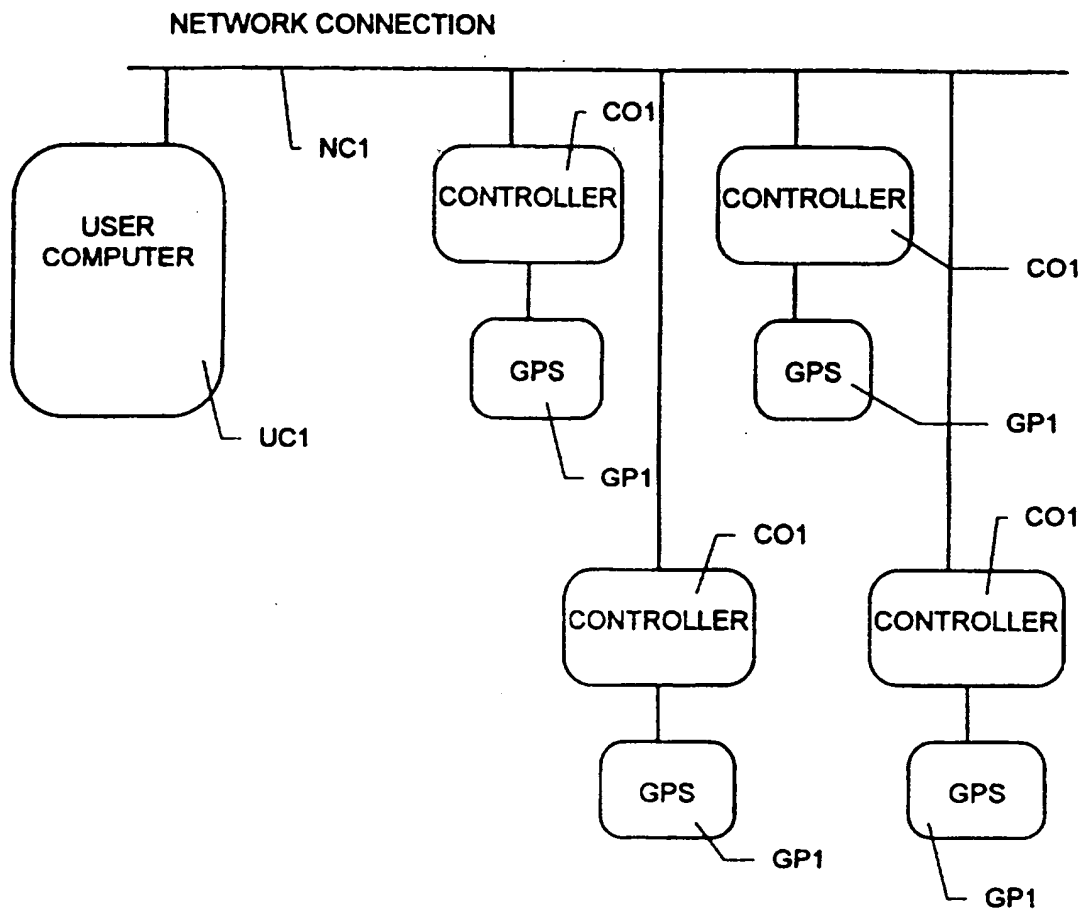 NETWORK CONNECTION
NC1
CO1
USER
COMPUTER
CONTROLLER
CONTROLLER
CO1
GPS
GPS
UC1
GP1
GP1
CO1
CO1
CONTROLLER
CONTROLLER
GPS
GPS
GP1
GP1